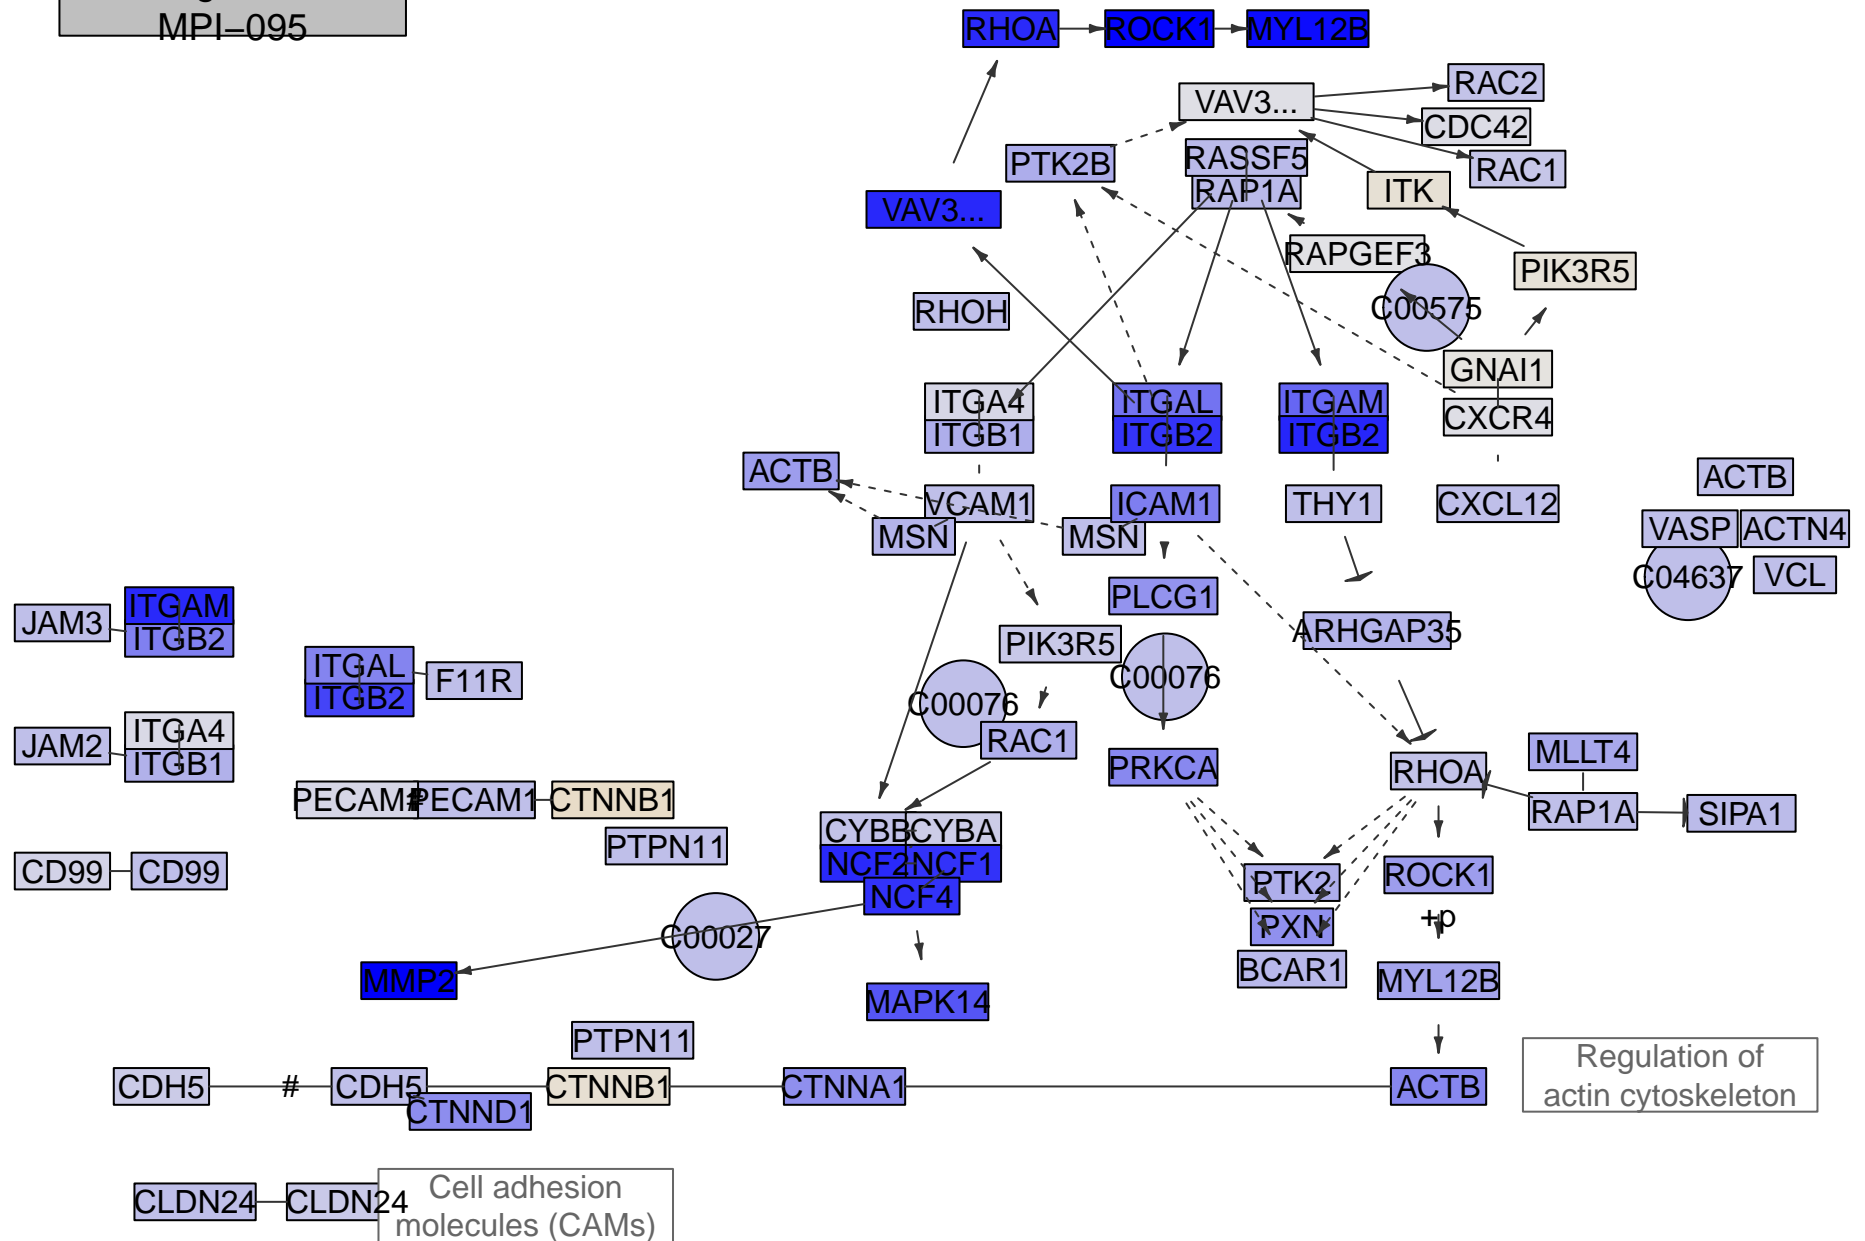 MPI−095
RHOA
ROCK1
MYL12B
RAC2
VAV3...
CDC42
RASSF5
PTK2B
RAC1
RAP1A
ITK
VAV3...
RAPGEF3
PIK3R5
C00575
RHOH
GNAI1
ITGA4
ITGAL
ITGAM
CXCR4
ITGB1
ITGB2
ITGB2
ACTB
ACTB
VCAM1
ICAM1
THY1
CXCL12
MSN
MSN
VASP
ACTN4
C04637
VCL
PLCG1
ITGAM
JAM3
ITGB2
ARHGAP35
PIK3R5
ITGAL
F11R
ITGB2
C00076
C00076
ITGA4
JAM2
ITGB1
RAC1
MLLT4
PRKCA
RHOA
PECAM1
#
PECAM1
CTNNB1
RAP1A
SIPA1
CYBB
CYBA
PTPN11
NCF2
NCF1
CD99
CD99
NCF4
PTK2
ROCK1
+p
PXN
C00027
BCAR1
MMP2
MYL12B
MAPK14
PTPN11
CDH5
#
CDH5
CTNNB1
CTNNA1
ACTB
CTNND1
Regulation of
actin cytoskeleton
CLDN24
CLDN24
Cell adhesion
molecules (CAMs)